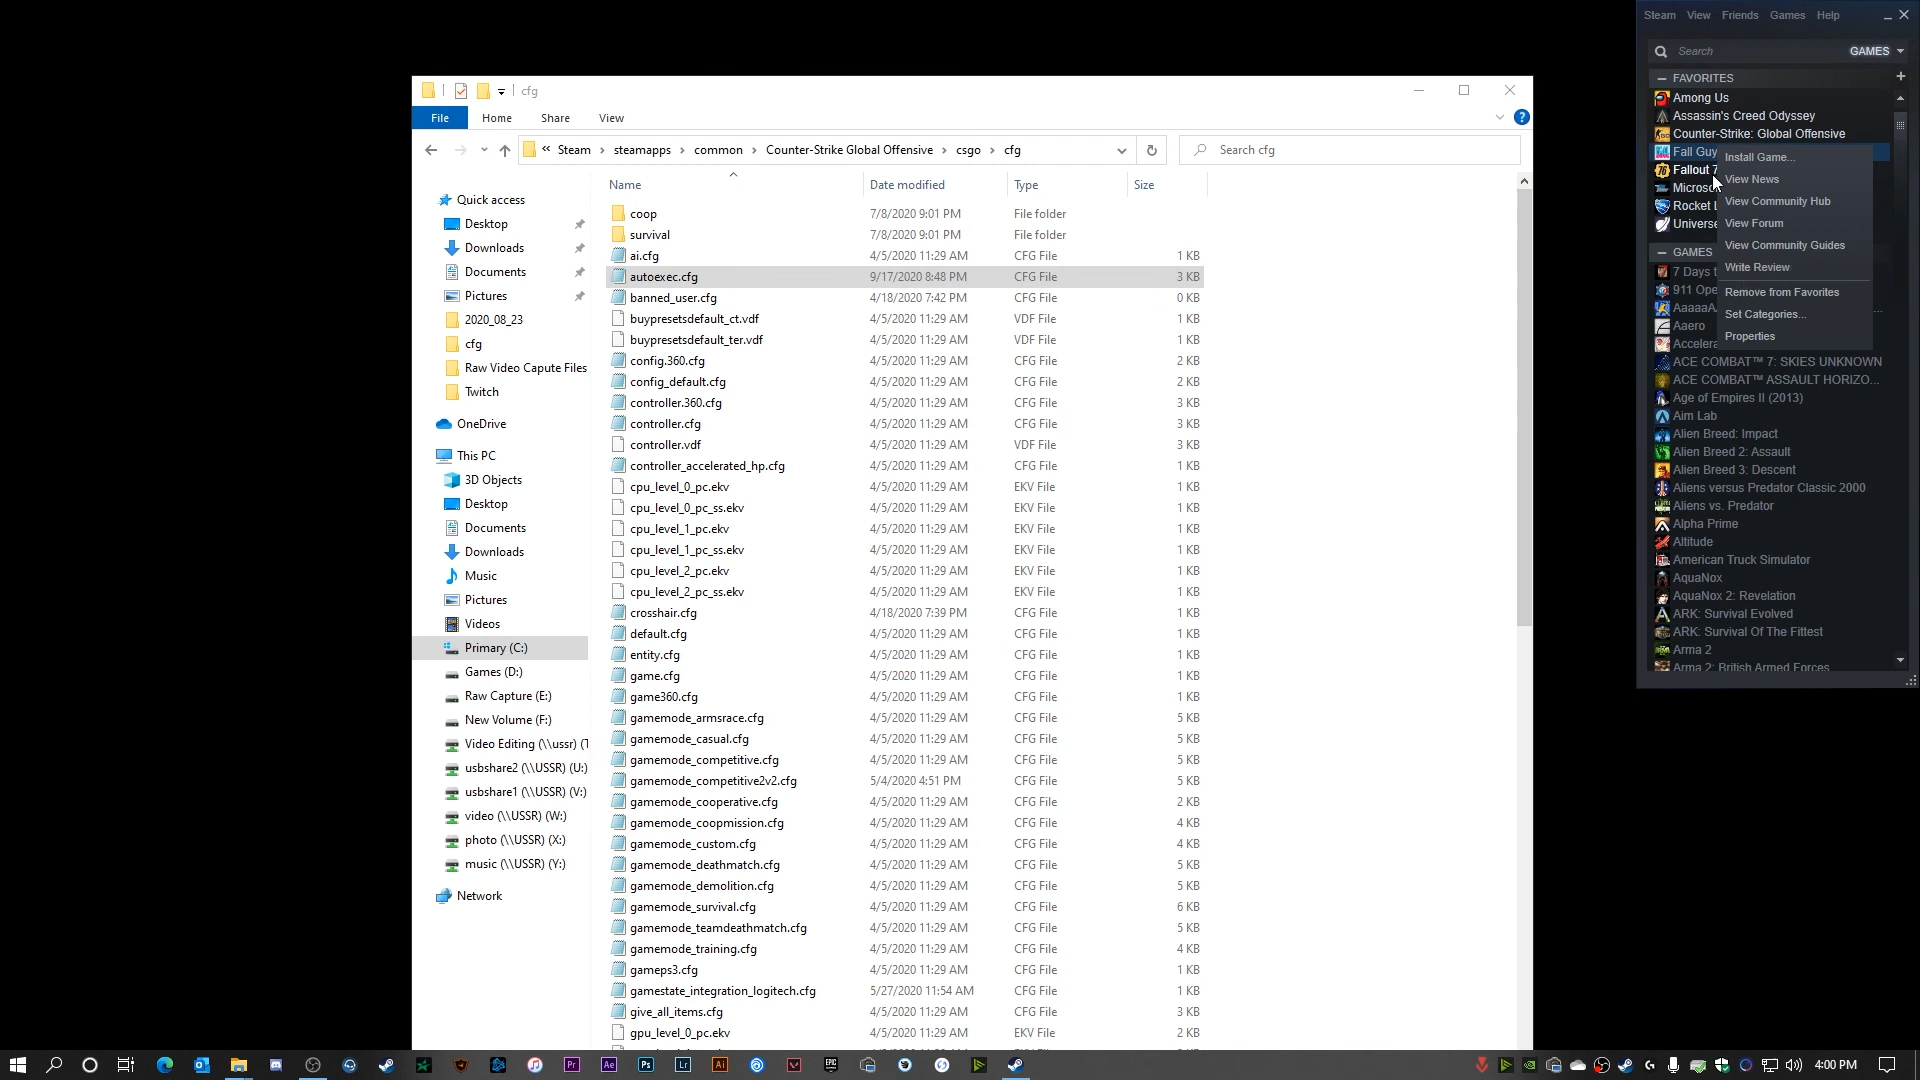 cfg
File
Home
Share
View
« Steam › steamapps › common › Counter-Strike Global Offensive › csgo › cfg
Search cfg
Quick access
Desktop
Downloads
Documents
Pictures
2020_08_23
cfg
Raw Video Capute Files
Twitch
OneDrive
This PC
3D Objects
Desktop
Documents
Downloads
Music
Pictures
Videos
Primary (C:)
Games (D:)
Raw Capture (E:)
New Volume (F:)
Video Editing (\\ussr) (T
usbshare2 (\\USSR) (U:)
usbshare1 (\\USSR) (V:)
video (\\USSR) (W:)
photo (\\USSR) (X:)
music (\\USSR) (Y:)
Network
Name Date modified Type Size
coop 7/8/2020 9:01 PM File folder
survival 7/8/2020 9:01 PM File folder
ai.cfg 4/5/2020 11:29 AM CFG File 1 KB
autoexec.cfg 9/17/2020 8:48 PM CFG File 3 KB
banned_user.cfg 4/18/2020 7:42 PM CFG File 0 KB
buypresetsdefault_ct.vdf 4/5/2020 11:29 AM VDF File 1 KB
buypresetsdefault_ter.vdf 4/5/2020 11:29 AM VDF File 1 KB
config.360.cfg 4/5/2020 11:29 AM CFG File 2 KB
config_default.cfg 4/5/2020 11:29 AM CFG File 2 KB
controller.360.cfg 4/5/2020 11:29 AM CFG File 3 KB
controller.cfg 4/5/2020 11:29 AM CFG File 3 KB
controller.vdf 4/5/2020 11:29 AM VDF File 3 KB
controller_accelerated_hp.cfg 4/5/2020 11:29 AM CFG File 1 KB
cpu_level_0_pc.ekv 4/5/2020 11:29 AM EKV File 1 KB
cpu_level_0_pc_ss.ekv 4/5/2020 11:29 AM EKV File 1 KB
cpu_level_1_pc.ekv 4/5/2020 11:29 AM EKV File 1 KB
cpu_level_1_pc_ss.ekv 4/5/2020 11:29 AM EKV File 1 KB
cpu_level_2_pc.ekv 4/5/2020 11:29 AM EKV File 1 KB
cpu_level_2_pc_ss.ekv 4/5/2020 11:29 AM EKV File 1 KB
crosshair.cfg 4/18/2020 7:39 PM CFG File 1 KB
default.cfg 4/5/2020 11:29 AM CFG File 1 KB
entity.cfg 4/5/2020 11:29 AM CFG File 1 KB
game.cfg 4/5/2020 11:29 AM CFG File 1 KB
game360.cfg 4/5/2020 11:29 AM CFG File 1 KB
gamemode_armsrace.cfg 4/5/2020 11:29 AM CFG File 5 KB
gamemode_casual.cfg 4/5/2020 11:29 AM CFG File 5 KB
gamemode_competitive.cfg 4/5/2020 11:29 AM CFG File 5 KB
gamemode_competitive2v2.cfg 5/4/2020 4:51 PM CFG File 5 KB
gamemode_cooperative.cfg 4/5/2020 11:29 AM CFG File 2 KB
gamemode_coopmission.cfg 4/5/2020 11:29 AM CFG File 4 KB
gamemode_custom.cfg 4/5/2020 11:29 AM CFG File 4 KB
gamemode_deathmatch.cfg 4/5/2020 11:29 AM CFG File 5 KB
gamemode_demolition.cfg 4/5/2020 11:29 AM CFG File 5 KB
gamemode_survival.cfg 4/5/2020 11:29 AM CFG File 6 KB
gamemode_teamdeathmatch.cfg 4/5/2020 11:29 AM CFG File 5 KB
gamemode_training.cfg 4/5/2020 11:29 AM CFG File 4 KB
gameps3.cfg 4/5/2020 11:29 AM CFG File 1 KB
gamestate_integration_logitech.cfg 5/27/2020 11:54 AM CFG File 1 KB
give_all_items.cfg 4/5/2020 11:29 AM CFG File 3 KB
gpu_level_0_pc.ekv 4/5/2020 11:29 AM EKV File 2 KB
Steam View Friends Games Help
Search GAMES
FAVORITES
Among Us
Assassin's Creed Odyssey
Counter-Strike: Global Offensive
Fall Guy
Fallout 7
Microso
Rocket L
Universe
Install Game...
View News
View Community Hub
View Forum
View Community Guides
Write Review
Remove from Favorites
Set Categories...
Properties
GAMES
7 Days t
911 Ope
AaaaaA ...
Aaero
Accelera
ACE COMBAT™ 7: SKIES UNKNOWN
ACE COMBAT™ ASSAULT HORIZO...
Age of Empires II (2013)
Aim Lab
Alien Breed: Impact
Alien Breed 2: Assault
Alien Breed 3: Descent
Aliens versus Predator Classic 2000
Aliens vs. Predator
Alpha Prime
Altitude
American Truck Simulator
AquaNox
AquaNox 2: Revelation
ARK: Survival Evolved
ARK: Survival Of The Fittest
Arma 2
Arma 2: British Armed Forces
Pr Ae Ps Lr Ai EPIC
4:00 PM